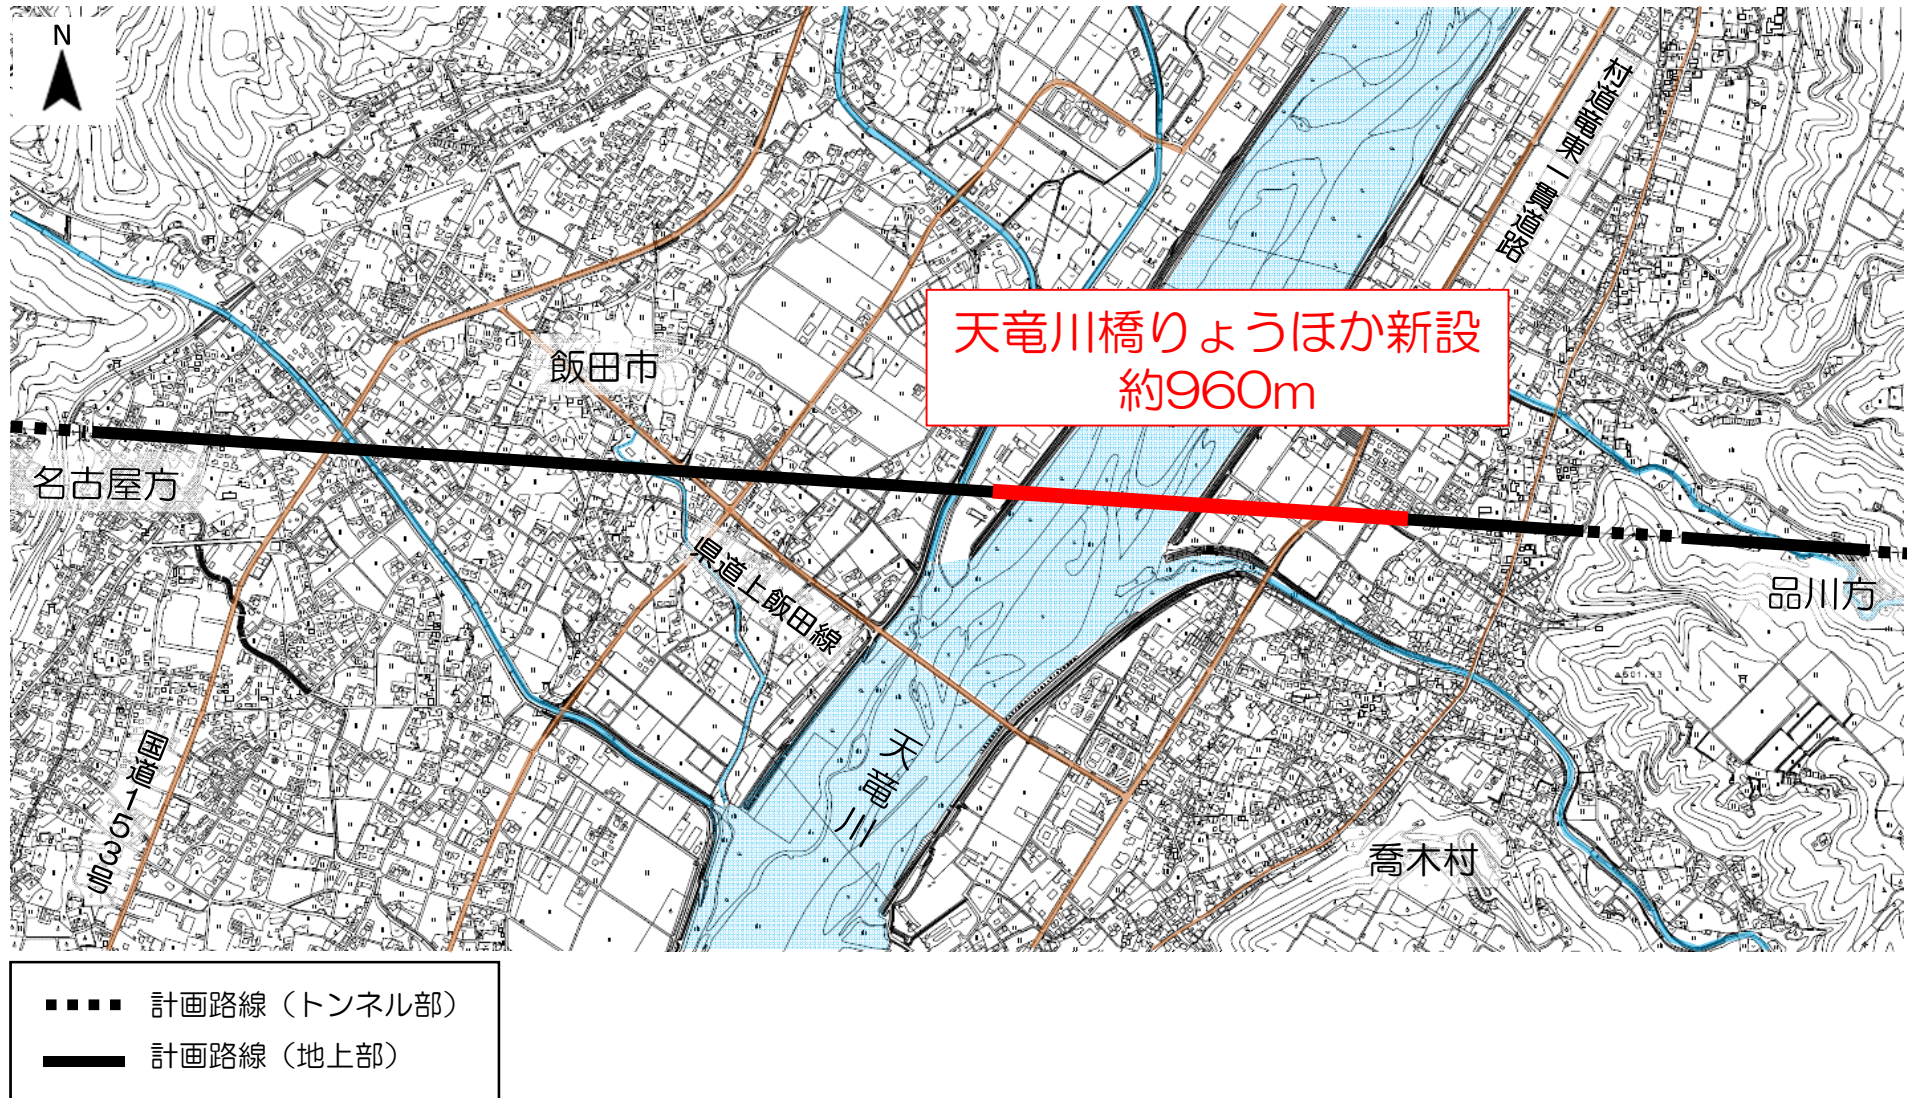 N
村道竜東一貫道路
天竜川橋りょうほか新設
約960m
飯田市
名古屋方
県道上飯田線
品川方
国道153号
天竜川
喬木村
計画路線（トンネル部）
計画路線（地上部）